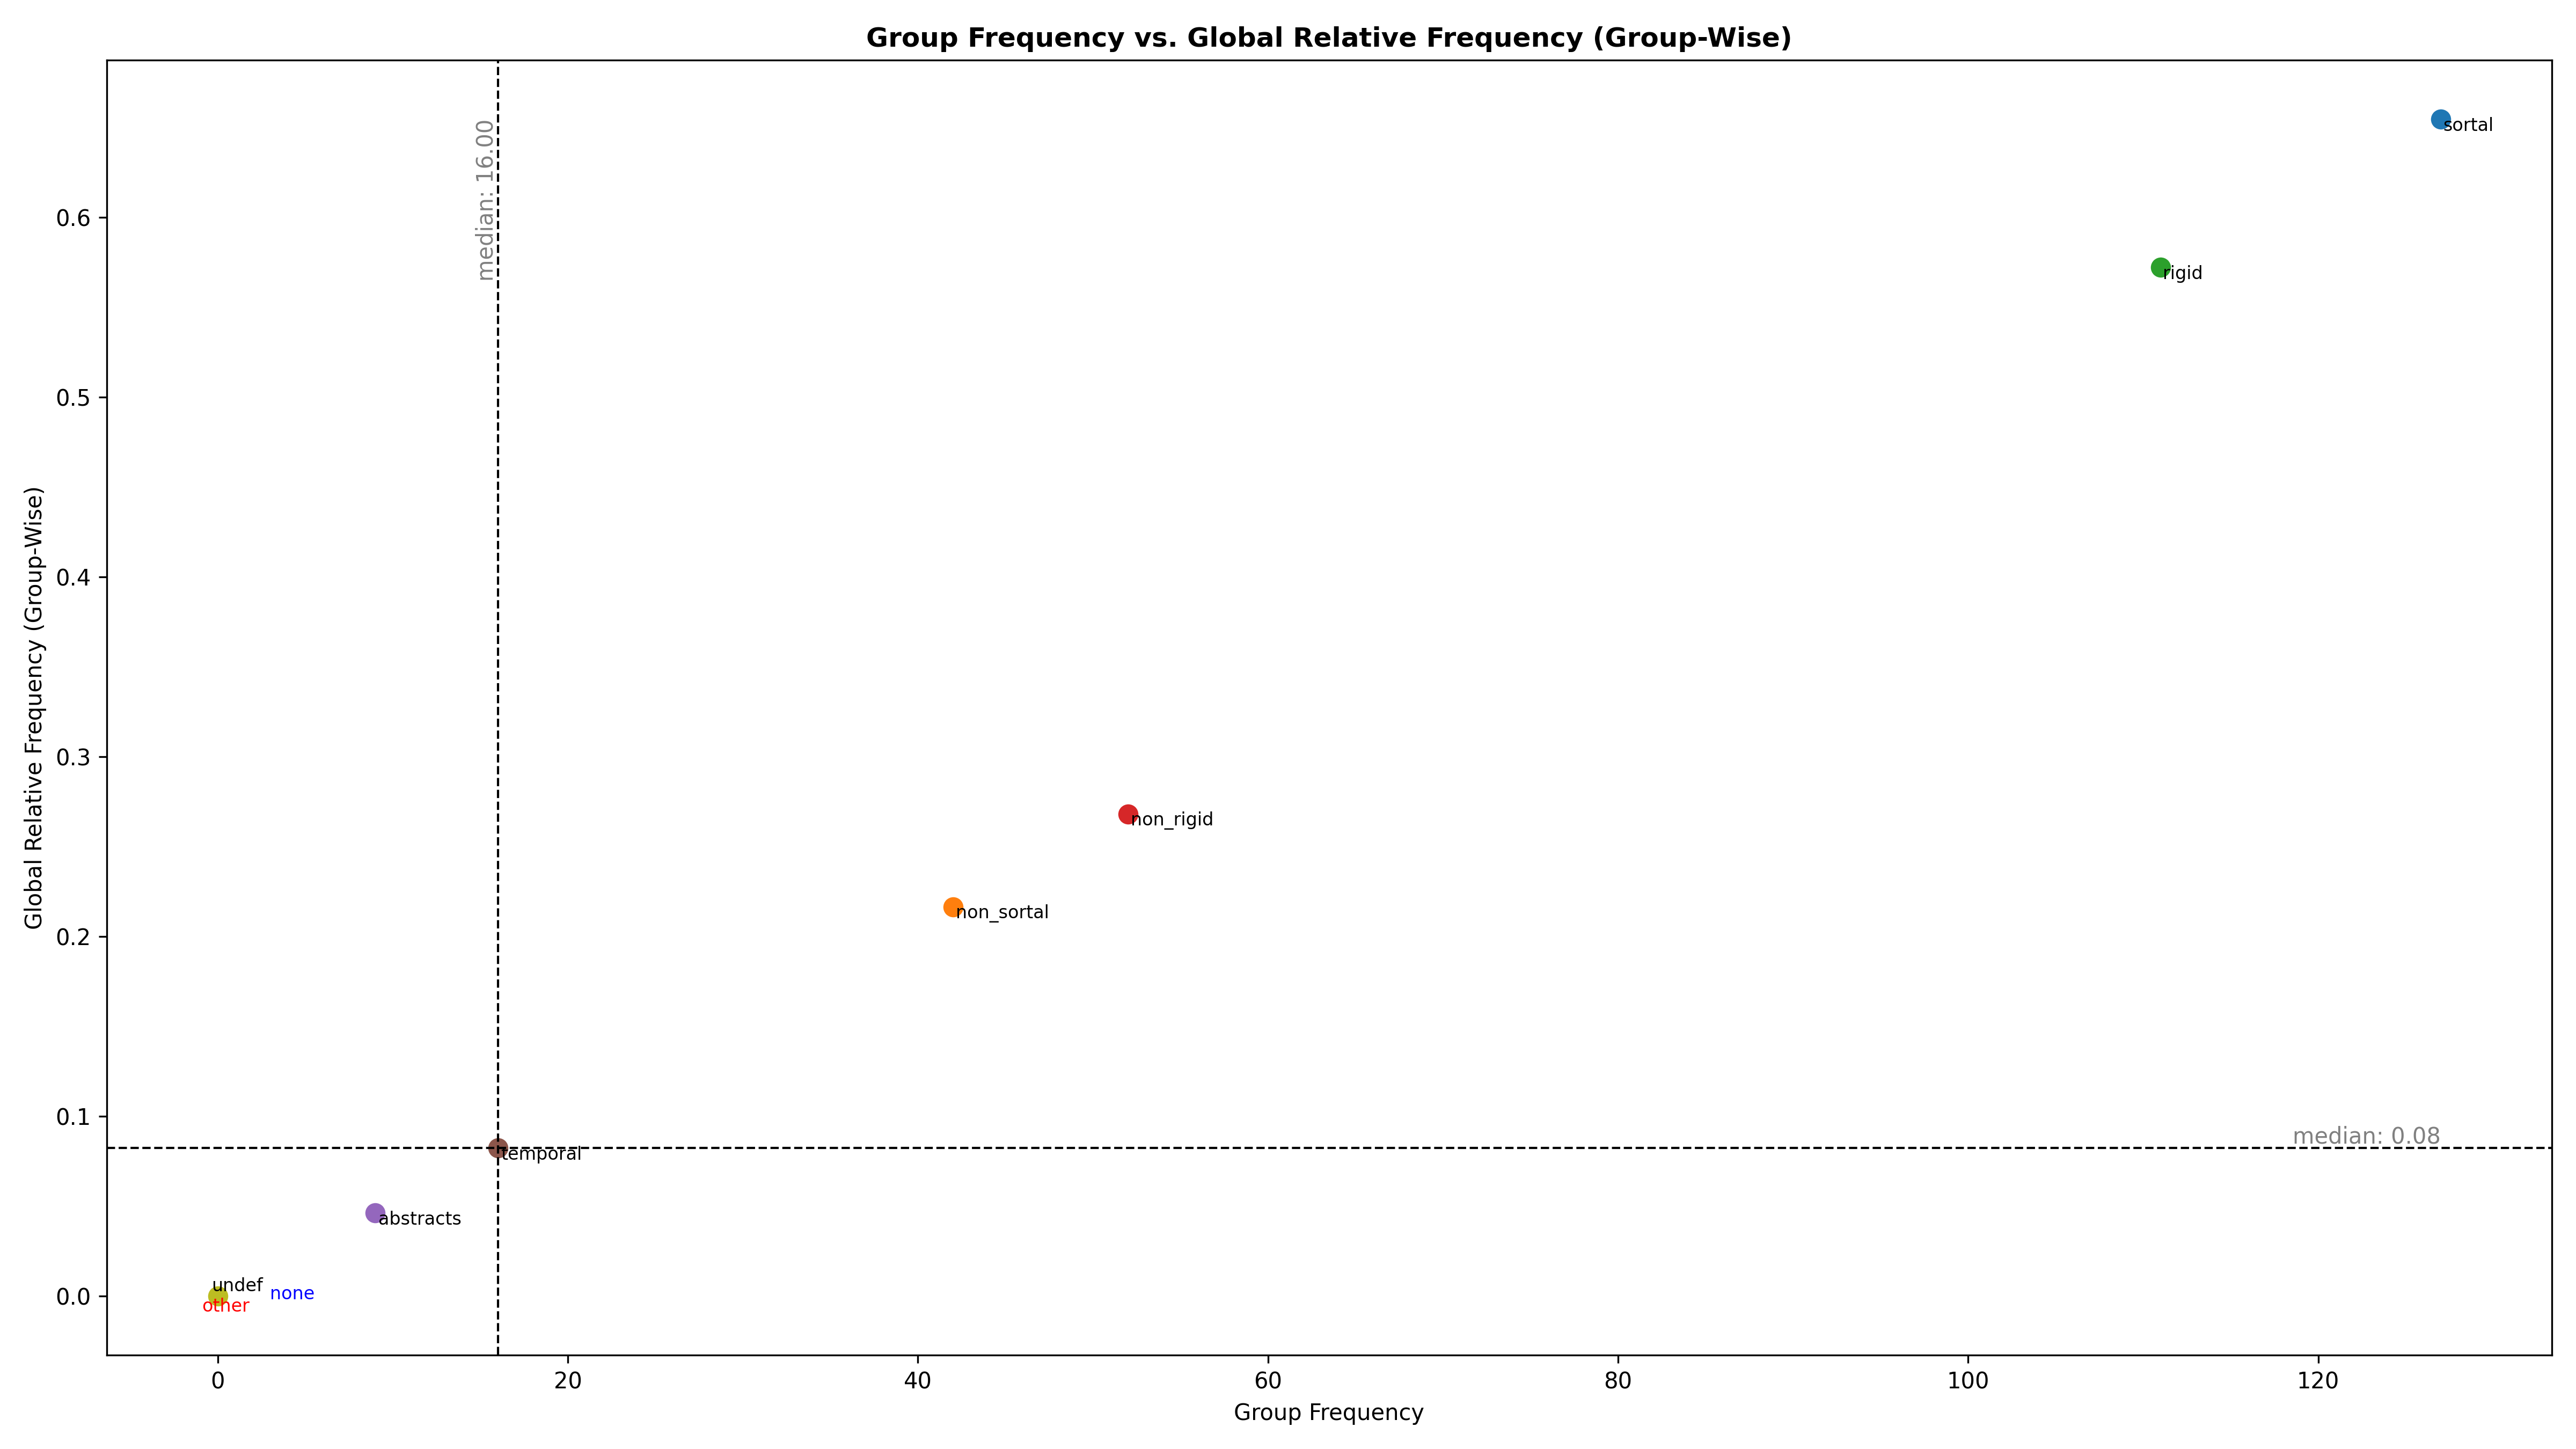 Group Frequency vs. Global Relative Frequency (Group-Wise)
Global Relative Frequency (Group-Wise)
0.6
0.5
0.4
0.3
0.2
0.1
0.0
median: 16.00
sortal
rigid
non_rigid
non_sortal
median: 0.08
temporal
abstracts
undef
none
other
0
20
40
60
80
100
120
Group Frequency